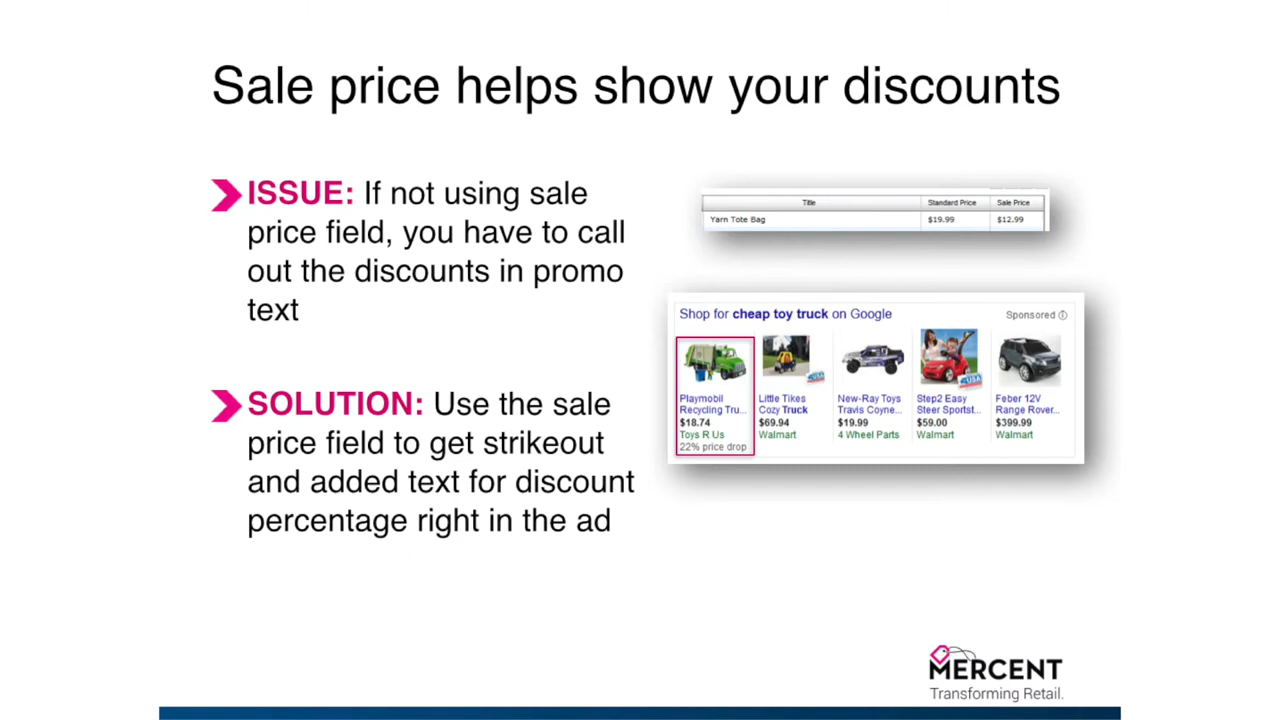 Sale price helps show your discounts
ISSUE: If not using sale
price field, you have to call
out the discounts in promo
text
SOLUTION: Use the sale
price field to get strikeout
and added text for discount
percentage right in the ad
Title Standard Price Sale Price
Yarn Tote Bag $19.99 $12.99
Shop for cheap toy truck on Google Sponsored
Playmobil
Recycling Tru...
$18.74
Toys R Us
22% price drop
Little Tikes
Cozy Truck
$69.94
Walmart
New-Ray Toys
Travis Coyne...
$19.99
4 Wheel Parts
Step2 Easy
Steer Sportst...
$59.00
Walmart
Feber 12V
Range Rover...
$399.99
Walmart
USA
USA
MERCENT
Transforming Retail.